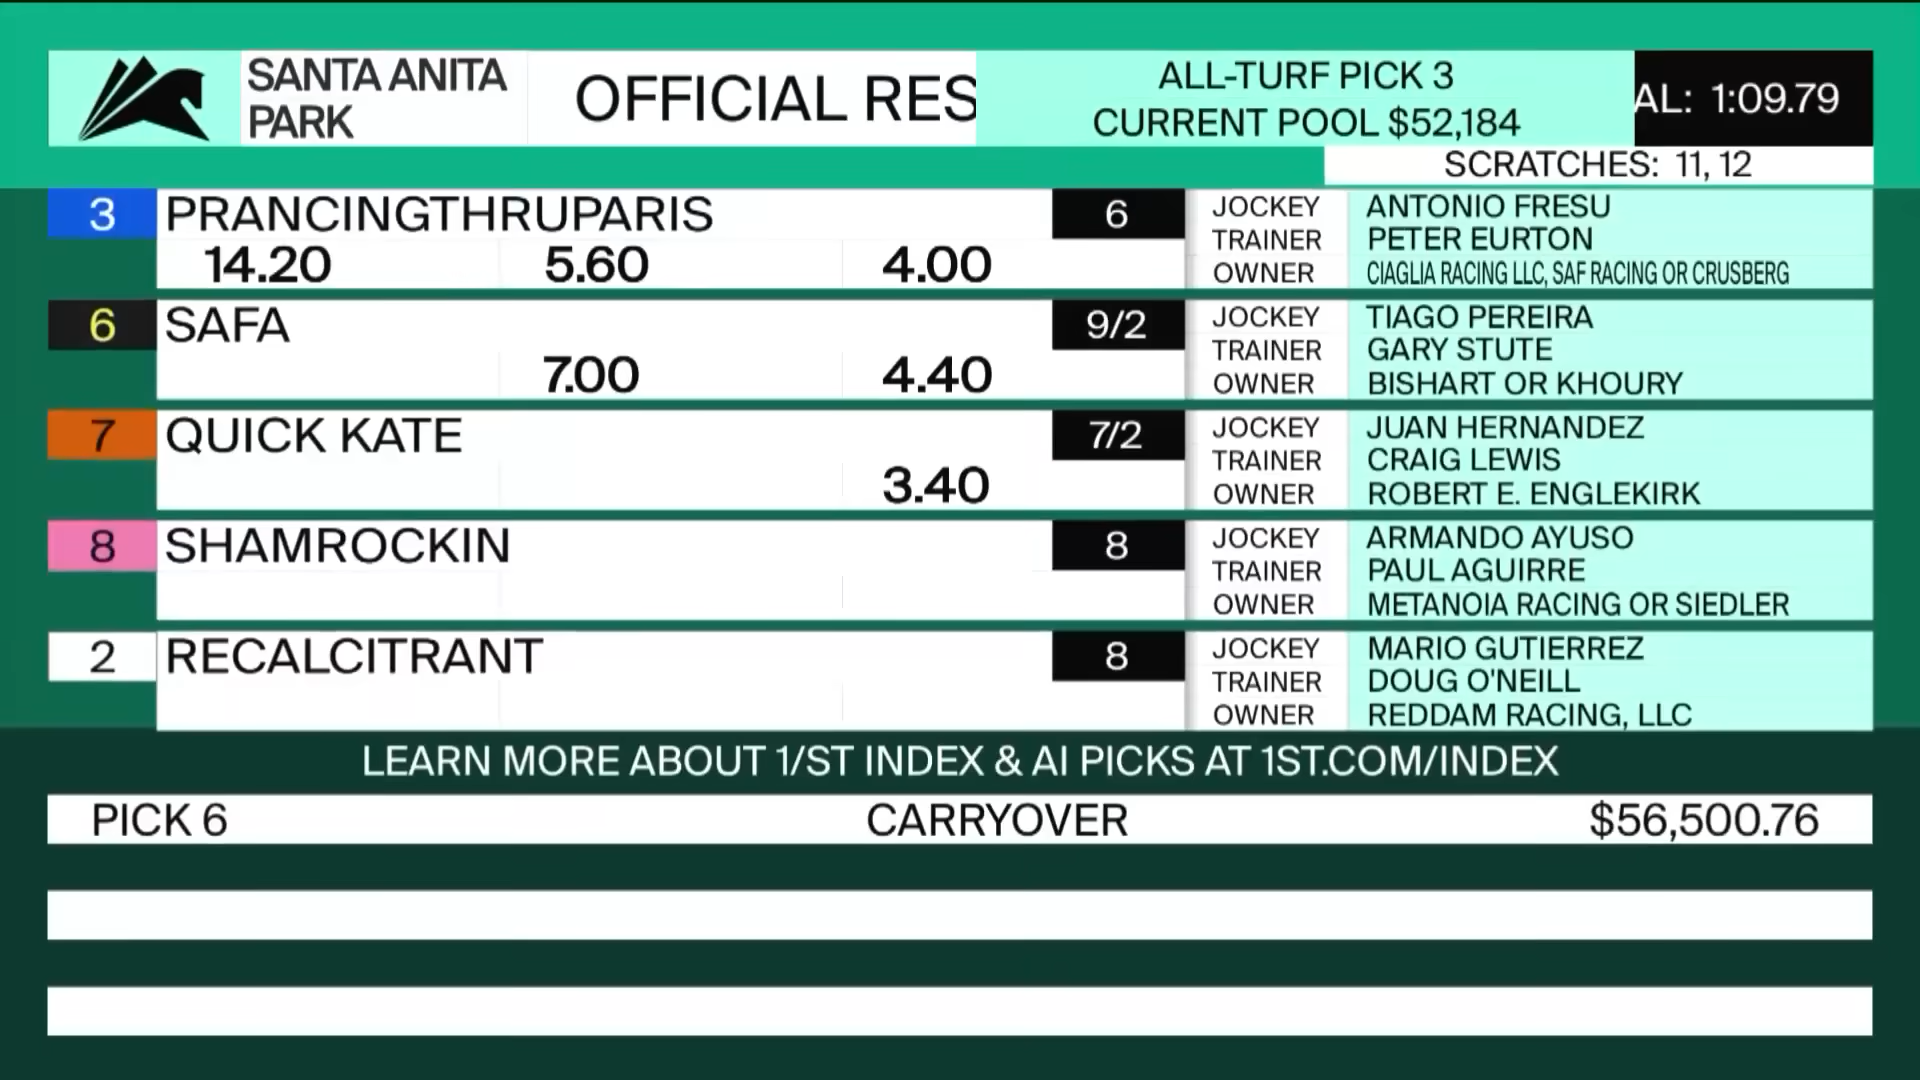 SANTA ANITA
PARK
OFFICIAL RES
ALL-TURF PICK 3
CURRENT POOL $52,184
AL: 1:09.79
SCRATCHES: 11, 12
3 PRANCINGTHRUPARIS 6
14.20 5.60 4.00
JOCKEY ANTONIO FRESU
TRAINER PETER EURTON
OWNER CIAGLIA RACING LLC, SAF RACING OR CRUSBERG
6 SAFA 9/2
7.00 4.40
JOCKEY TIAGO PEREIRA
TRAINER GARY STUTE
OWNER BISHART OR KHOURY
7 QUICK KATE 7/2
3.40
JOCKEY JUAN HERNANDEZ
TRAINER CRAIG LEWIS
OWNER ROBERT E. ENGLEKIRK
8 SHAMROCKIN 8
JOCKEY ARMANDO AYUSO
TRAINER PAUL AGUIRRE
OWNER METANOIA RACING OR SIEDLER
2 RECALCITRANT 8
JOCKEY MARIO GUTIERREZ
TRAINER DOUG O'NEILL
OWNER REDDAM RACING, LLC
LEARN MORE ABOUT 1/ST INDEX & AI PICKS AT 1ST.COM/INDEX
PICK 6 CARRYOVER $56,500.76